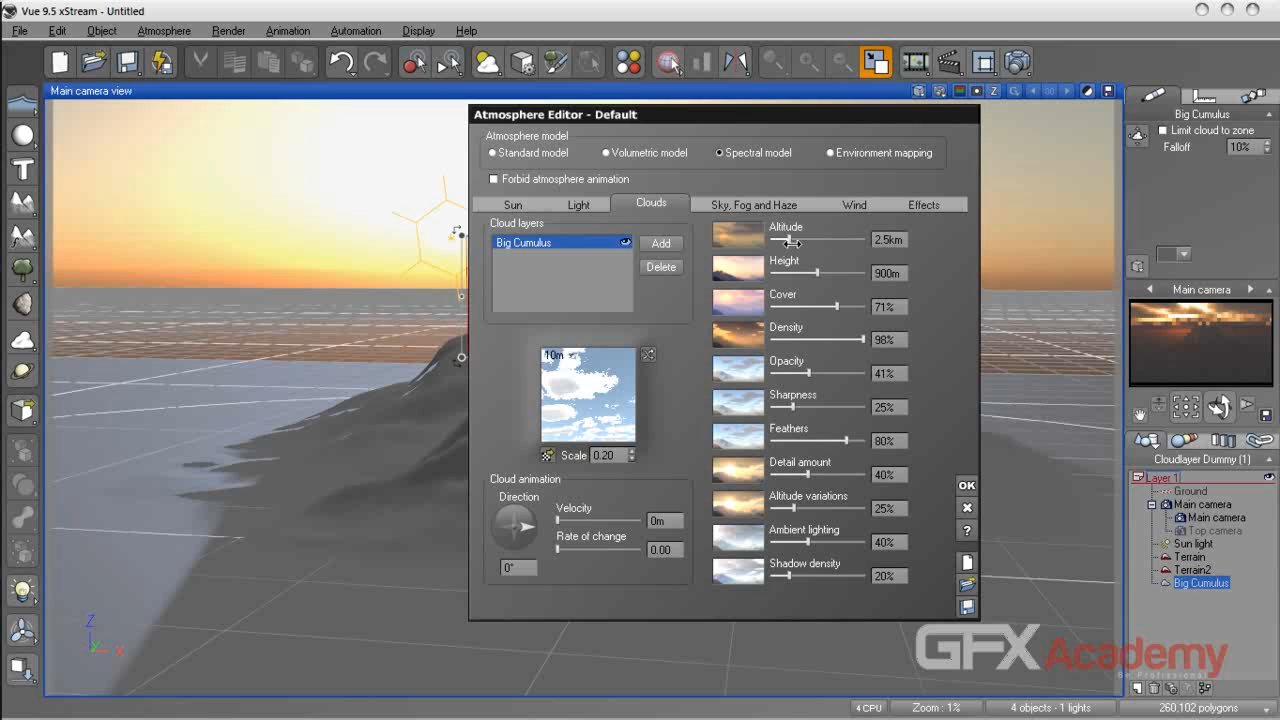 Vue 9.5 xStream - Untitled
File Edit Object Atmosphere Render Animation Automation Display Help
Main camera view
Big Cumulus
Limit cloud to zone
Falloff 10%
Atmosphere Editor - Default
Atmosphere model
Standard model Volumetric model Spectral model Environment mapping
Forbid atmosphere animation
Sun Light Clouds Sky, Fog and Haze Wind Effects
Cloud layers
Big Cumulus
Add
Delete
10m
Scale 0.20
Cloud animation
Direction
0°
Velocity
0m
Rate of change
0.00
Altitude
2.5km
Height
900m
Cover
71%
Density
98%
Opacity
41%
Sharpness
25%
Feathers
80%
Detail amount
40%
Altitude variations
25%
Ambient lighting
40%
Shadow density
20%
OK
?
Main camera
Cloudlayer Dummy (1)
Layer 1
Ground
Main camera
Main camera
Top camera
Sun light
Terrain
Terrain2
Big Cumulus
Z
Y
X
GFXAcademy
Be Professional
4 CPU Zoom : 1% 4 objects - 1 lights 260,102 polygons